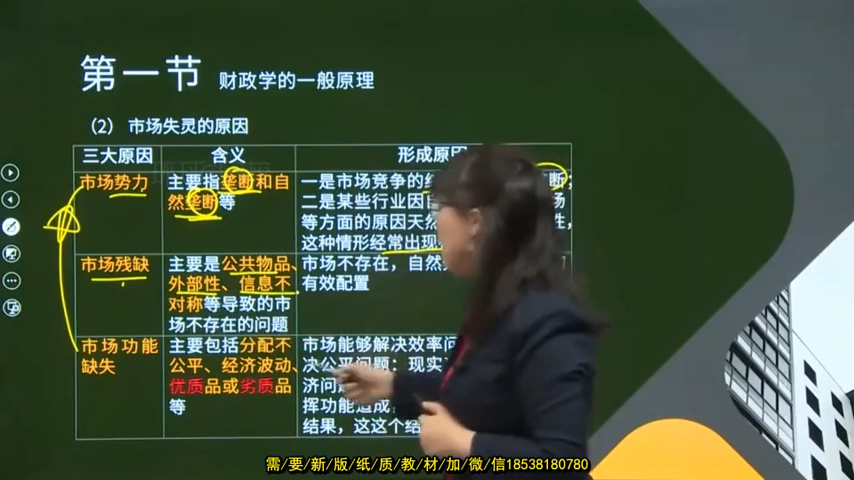 第一节 财政学的一般原理
（2） 市场失灵的原因
三大原因 含义 形成原因
市场势力
主要指垄断和自
然垄断等
一是市场竞争的
断；
二是某些行业因
场
等方面的原因天然
性，
这种情形经常出现
市场残缺
主要是公共物品、
外部性、信息不
对称等导致的市
场不存在的问题
市场不存在，自然
有效配置
市场功能
缺失
主要包括分配不
公平、经济波动、
优质品或劣质品
等
市场能够解决效率问
决公平问题：现实
济问
挥功能造成
结果，这这个结
需/要/新/版/纸/质/教/材/加/微/信18538180780